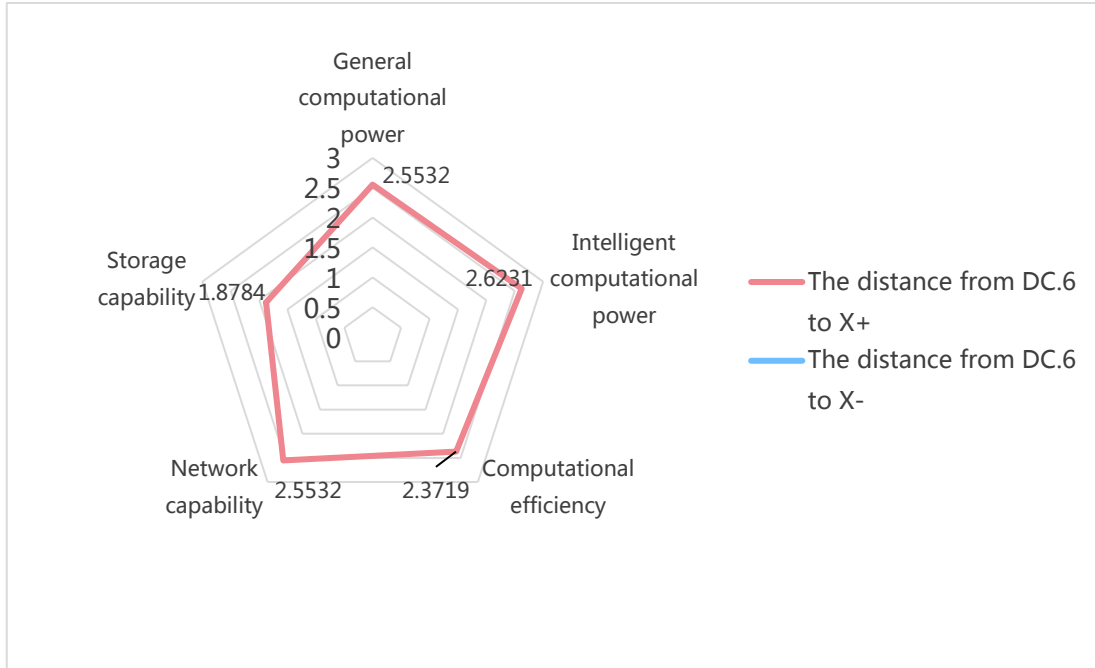 General
computational
power
3
2.5
2
1.5
1
0.5
0
2.5532
Intelligent
computational
power
2.6231
Computational
efficiency
2.3719
Network
capability
2.5532
Storage
capability
1.8784
The distance from DC.6
to X+
The distance from DC.6
to X-